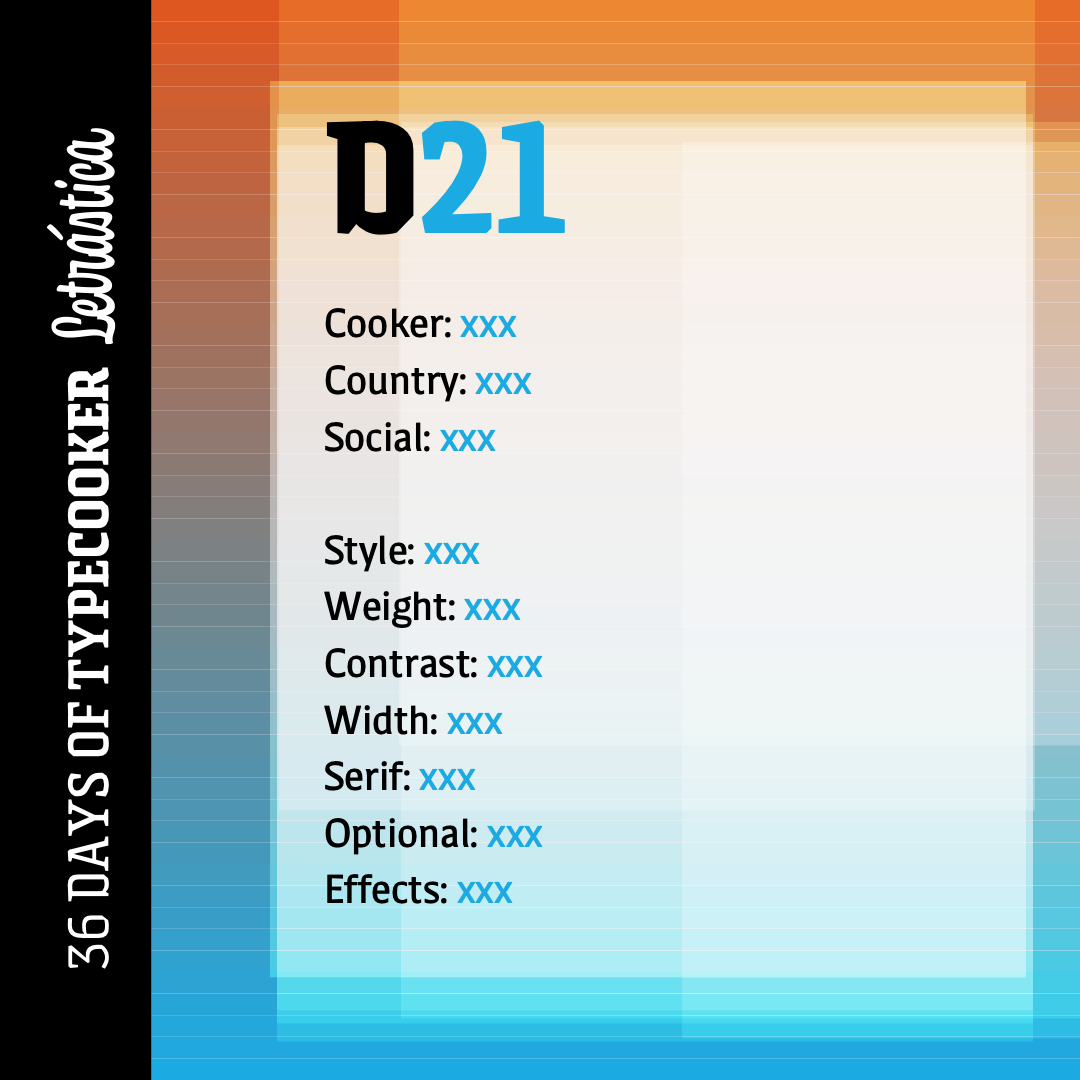 36 DAYS OF TYPECOOKER Letrástica
D21
Cooker: xxx
Country: xxx
Social: xxx
Style: xxx
Weight: xxx
Contrast: xxx
Width: xxx
Serif: xxx
Optional: xxx
Effects: xxx